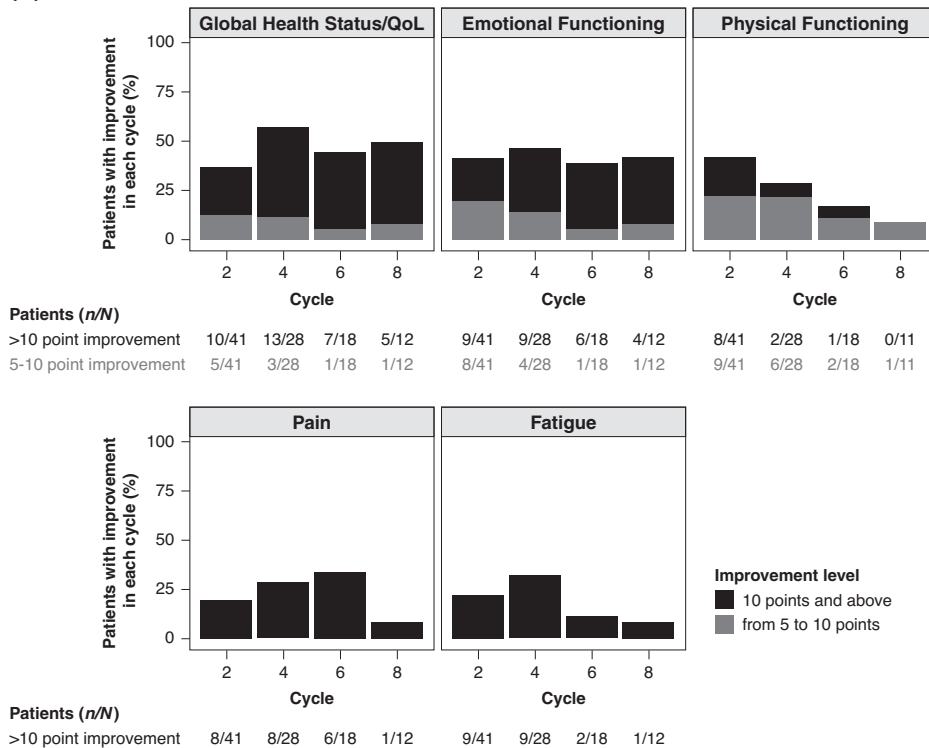 Global Health Status/QoL Emotional Functioning Physical Functioning
Patients with improvement
in each cycle (%)
100
75
50
25
0
2 4 6 8 2 4 6 8 2 4 6 8
Cycle Cycle Cycle
Patients (n/N)
>10 point improvement 10/41 13/28 7/18 5/12 9/41 9/28 6/18 4/12 8/41 2/28 1/18 0/11
5-10 point improvement 5/41 3/28 1/18 1/12 8/41 4/28 1/18 1/12 9/41 6/28 2/18 1/11
Pain Fatigue
Patients with improvement
in each cycle (%)
100
75
50
25
0
2 4 6 8 2 4 6 8
Cycle Cycle
Improvement level
10 points and above
from 5 to 10 points
Patients (n/N)
>10 point improvement 8/41 8/28 6/18 1/12 9/41 9/28 2/18 1/12